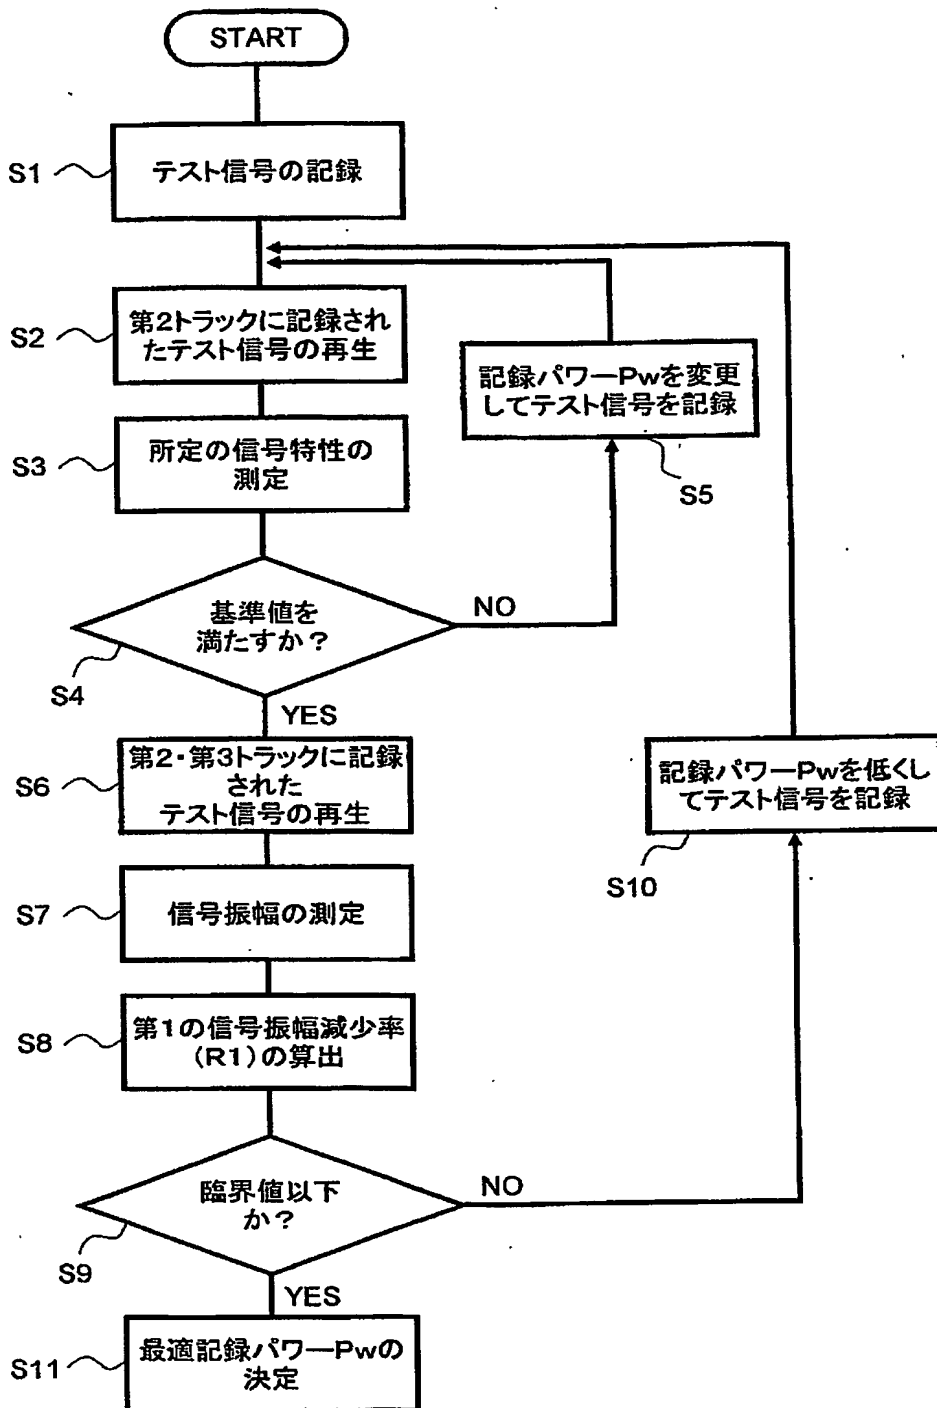 START
S1
テスト信号の記録
S2
第2トラックに記録され
たテスト信号の再生
記録パワーPwを変更
してテスト信号を記録
S5
S3
所定の信号特性の
測定
基準値を
満たすか？
NO
S4
YES
S6
第2・第3トラックに記録
された
テスト信号の再生
記録パワーPwを低くし
てテスト信号を記録
S10
S7
信号振幅の測定
S8
第1の信号振幅減少率
(R1)の算出
臨界値以下
か？
NO
S9
YES
S11
最適記録パワーPwの
決定